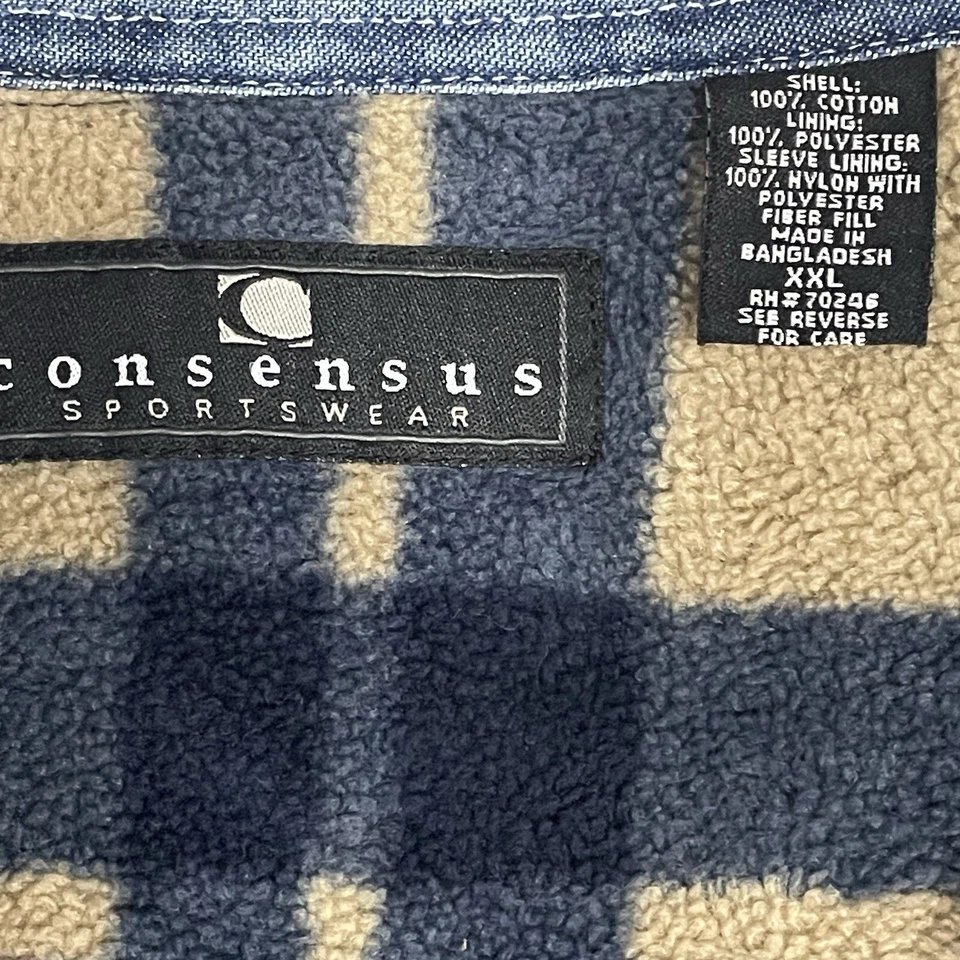 consensus
SPORTSWEAR
SHELL:
100% COTTON
LINING:
100% POLYESTER
SLEEVE LINING:
100% NYLON WITH
POLYESTER
FIBER FILL
MADE IN
BANGLADESH
XXL
RN# 70246
SEE REVERSE
FOR CARE